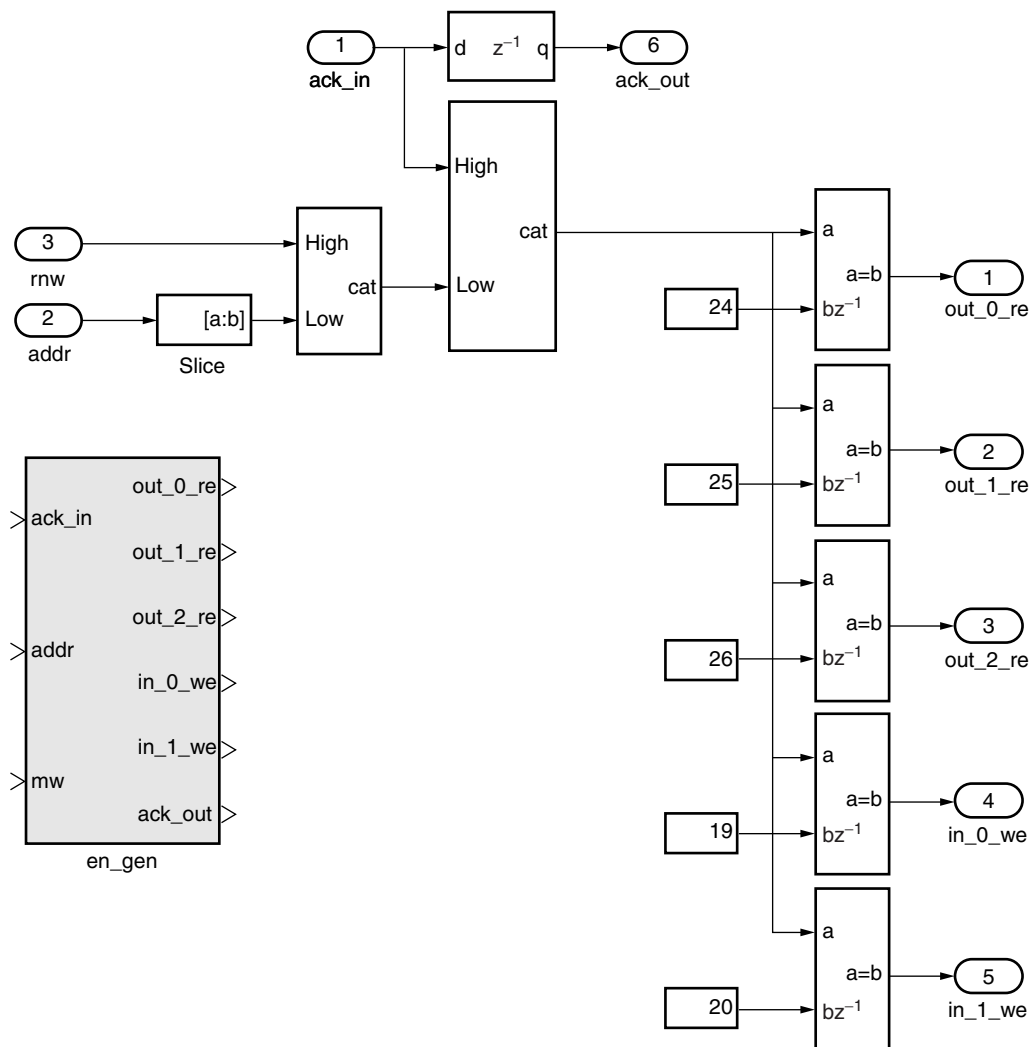 1
ack_in
d z⁻¹ q
6
ack_out
High
Low
cat
3
rnw
2
addr
[a:b]
Slice
High
Low
cat
24
a
bz⁻¹
a=b
1
out_0_re
25
a
bz⁻¹
a=b
2
out_1_re
26
a
bz⁻¹
a=b
3
out_2_re
19
a
bz⁻¹
a=b
4
in_0_we
20
a
bz⁻¹
a=b
5
in_1_we
ack_in
addr
mw
out_0_re
out_1_re
out_2_re
in_0_we
in_1_we
ack_out
en_gen